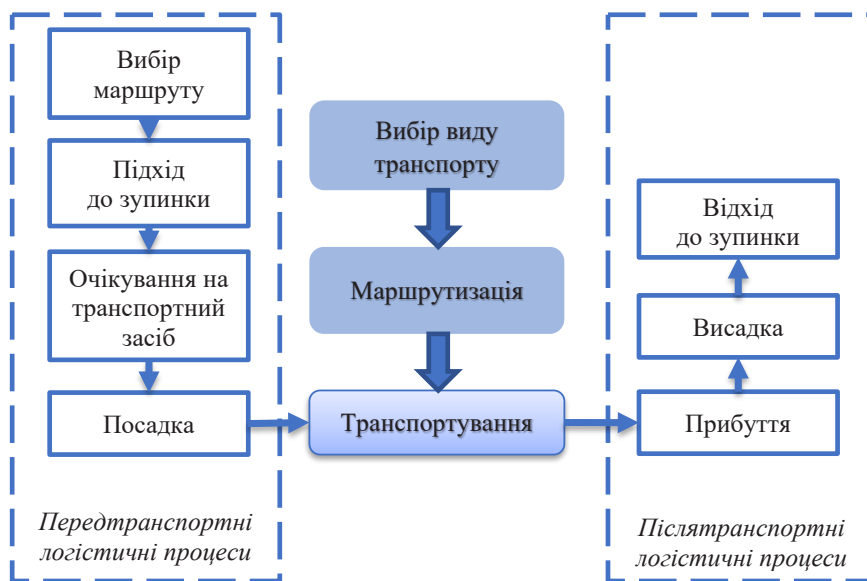 Вибір
маршруту
Підхід
до зупинки
Очікування на
транспортний
засіб
Посадка
Передтранспортні
логістичні процеси
Вибір виду
транспорту
Маршрутизація
Транспортування
Відхід
до зупинки
Висадка
Прибуття
Післятранспортні
логістичні процеси